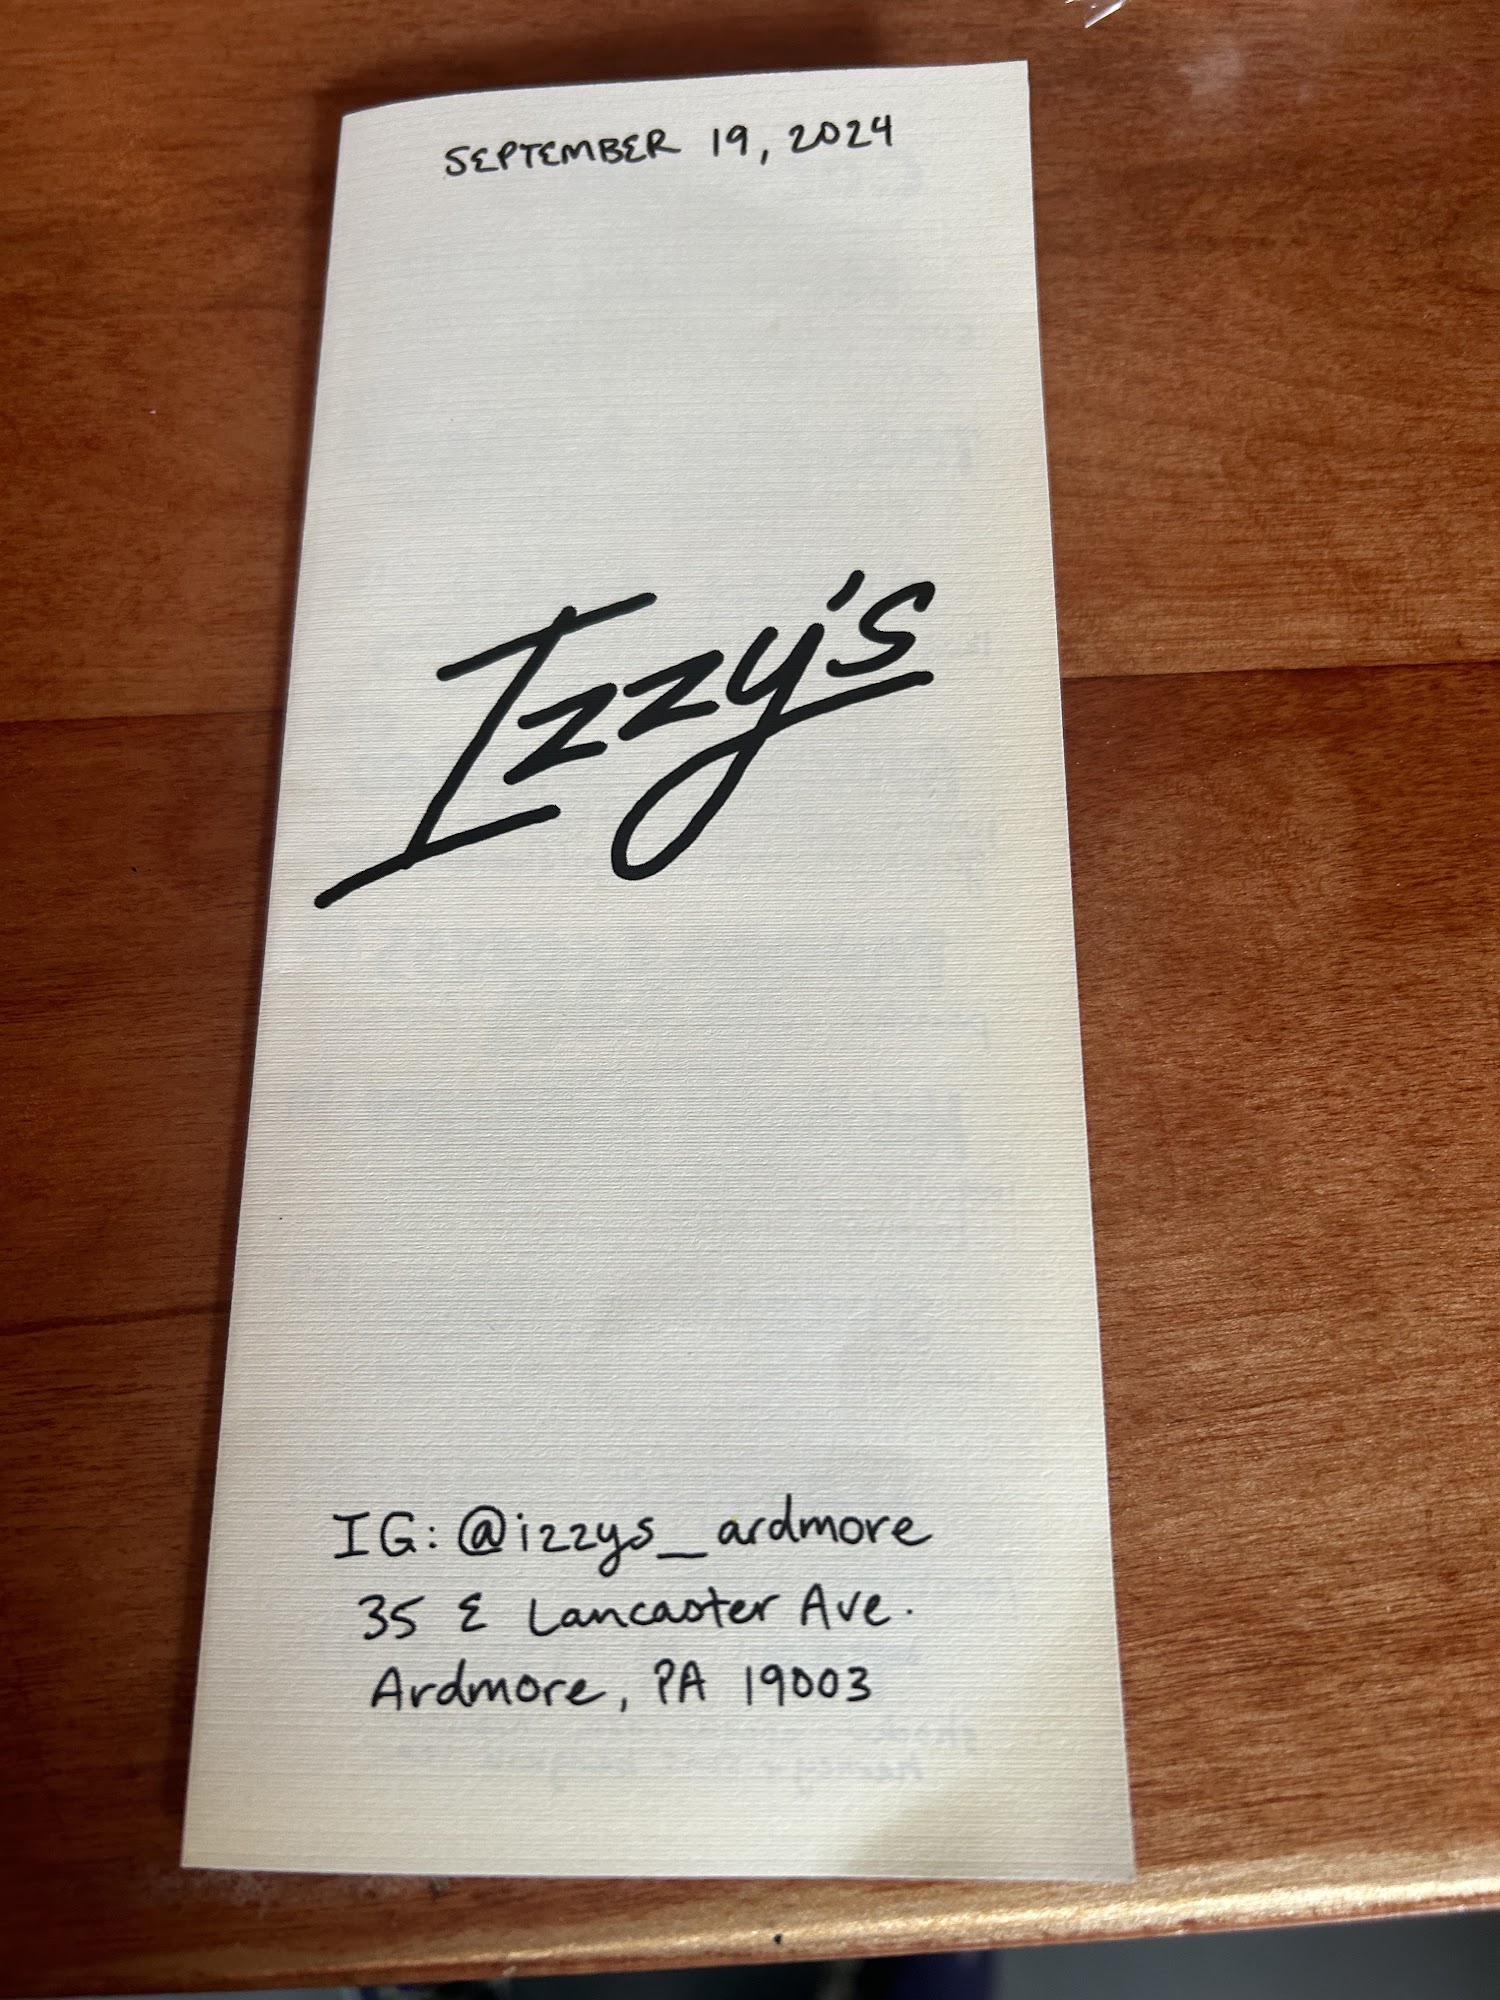 SEPTEMBER 19, 2024
Izzy's
IG: @izzys_ardmore
35 E Lancaster Ave.
Ardmore, PA 19003